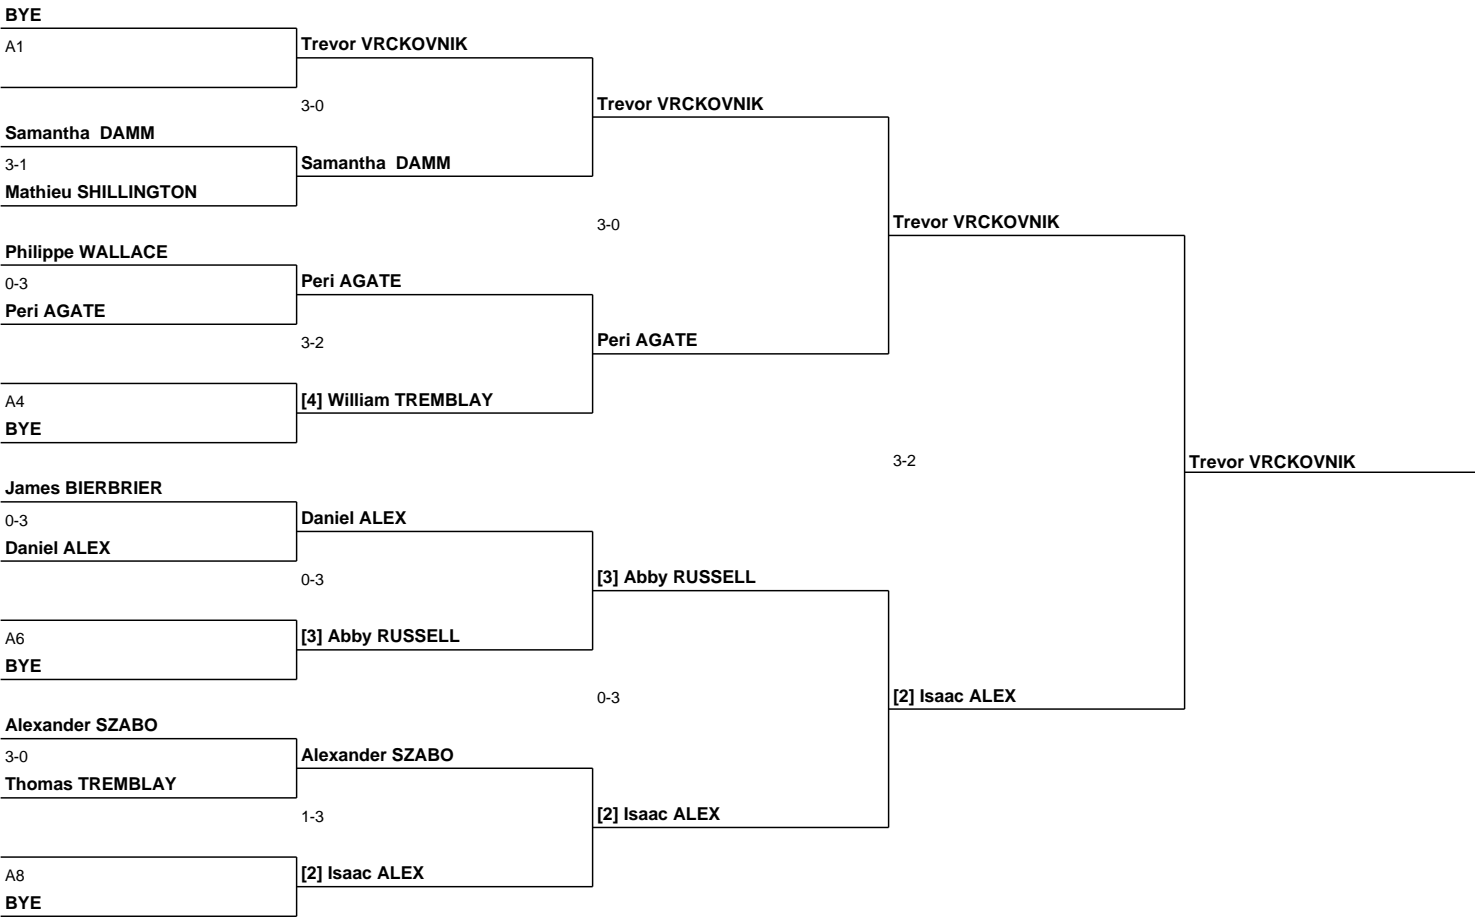 BYE
A1
Trevor VRCKOVNIK
3-0
Trevor VRCKOVNIK
Samantha  DAMM
3-1
Samantha  DAMM
Mathieu SHILLINGTON
3-0
Trevor VRCKOVNIK
Philippe WALLACE
0-3
Peri AGATE
Peri AGATE
3-2
Peri AGATE
A4
[4] William TREMBLAY
BYE
3-2
Trevor VRCKOVNIK
James BIERBRIER
0-3
Daniel ALEX
Daniel ALEX
0-3
[3] Abby RUSSELL
A6
[3] Abby RUSSELL
BYE
0-3
[2] Isaac ALEX
Alexander SZABO
3-0
Alexander SZABO
Thomas TREMBLAY
1-3
[2] Isaac ALEX
A8
[2] Isaac ALEX
BYE